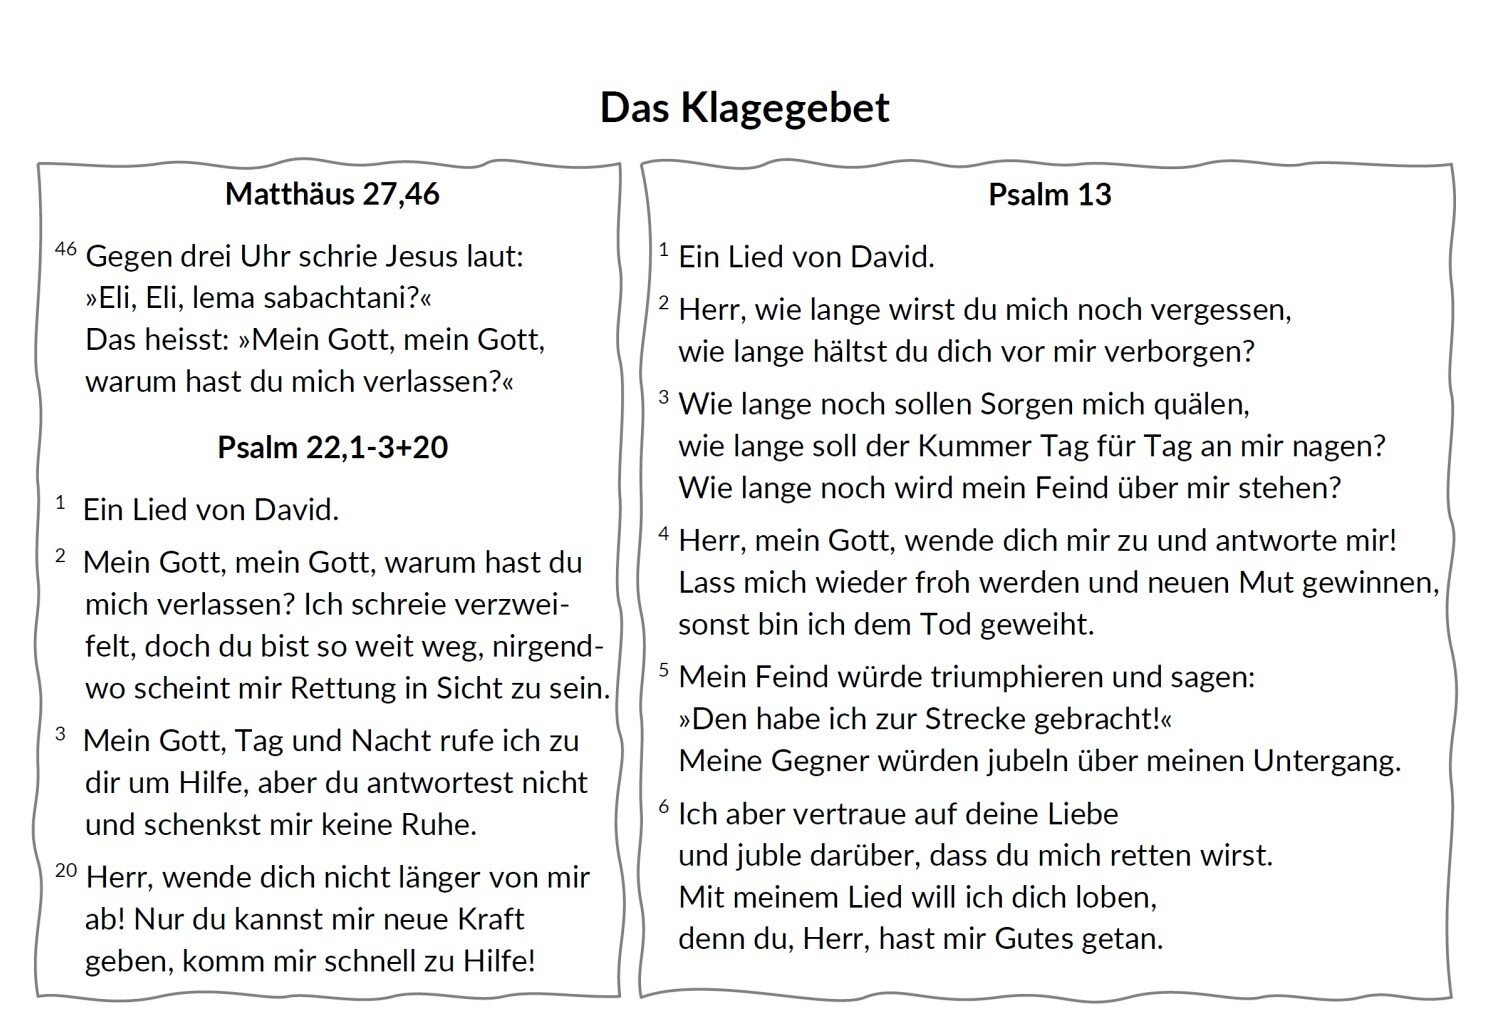 Das Klagegebet
Matthäus 27,46
46 Gegen drei Uhr schrie Jesus laut:
»Eli, Eli, lema sabachtani?«
Das heisst: »Mein Gott, mein Gott,
warum hast du mich verlassen?«
Psalm 22,1-3+20
1 Ein Lied von David.
2 Mein Gott, mein Gott, warum hast du
mich verlassen? Ich schreie verzwei-
felt, doch du bist so weit weg, nirgend-
wo scheint mir Rettung in Sicht zu sein.
3 Mein Gott, Tag und Nacht rufe ich zu
dir um Hilfe, aber du antwortest nicht
und schenkst mir keine Ruhe.
20 Herr, wende dich nicht länger von mir
ab! Nur du kannst mir neue Kraft
geben, komm mir schnell zu Hilfe!
Psalm 13
1 Ein Lied von David.
2 Herr, wie lange wirst du mich noch vergessen,
wie lange hältst du dich vor mir verborgen?
3 Wie lange noch sollen Sorgen mich quälen,
wie lange soll der Kummer Tag für Tag an mir nagen?
Wie lange noch wird mein Feind über mir stehen?
4 Herr, mein Gott, wende dich mir zu und antworte mir!
Lass mich wieder froh werden und neuen Mut gewinnen,
sonst bin ich dem Tod geweiht.
5 Mein Feind würde triumphieren und sagen:
»Den habe ich zur Strecke gebracht!«
Meine Gegner würden jubeln über meinen Untergang.
6 Ich aber vertraue auf deine Liebe
und juble darüber, dass du mich retten wirst.
Mit meinem Lied will ich dich loben,
denn du, Herr, hast mir Gutes getan.